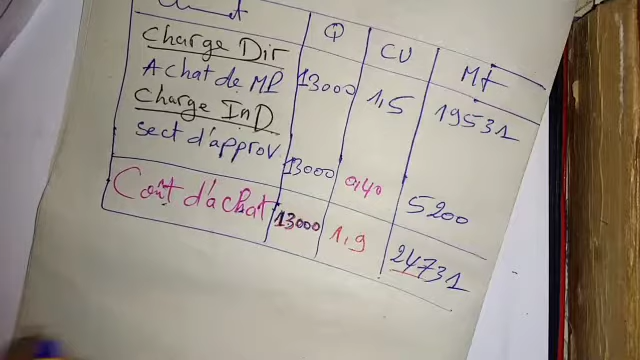 Q CU MT
Charge Dir
Achat de MP 13000 1,5 19531
Charge InD
sect d'approv 13000 0,40 5200
Coût d'achat 13000 1,9 24731